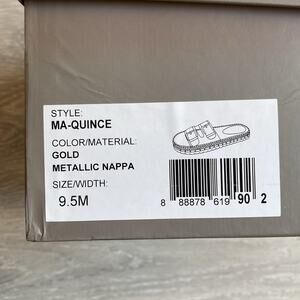 STYLE:
MA-QUINCE
COLOR/MATERIAL:
GOLD
METALLIC NAPPA
SIZE/WIDTH:
9.5M
8 88878 619 90 2